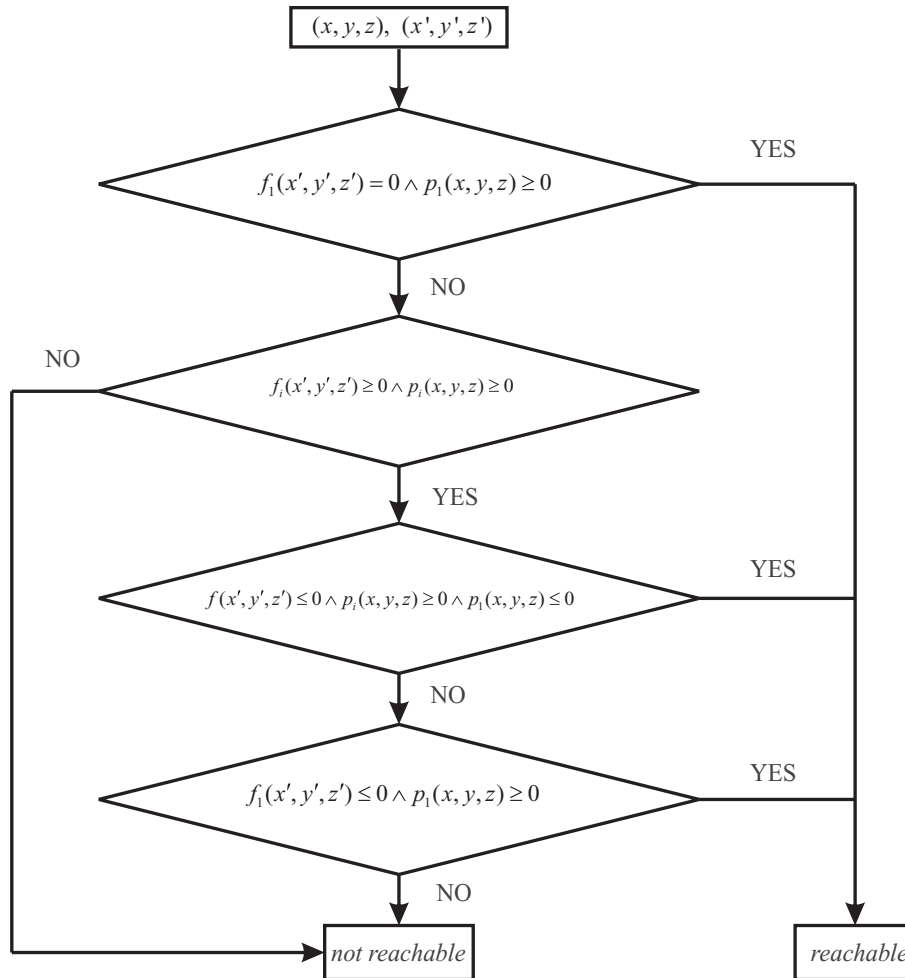 (x, y, z), (x', y', z')
YES
f₁(x′, y′, z′) = 0 ∧ p₁(x, y, z) ≥ 0
NO
NO
fᵢ(x′, y′, z′) ≥ 0 ∧ pᵢ(x, y, z) ≥ 0
YES
YES
f(x′, y′, z′) ≤ 0 ∧ pᵢ(x, y, z) ≥ 0 ∧ p₁(x, y, z) ≤ 0
NO
YES
f₁(x′, y′, z′) ≤ 0 ∧ p₁(x, y, z) ≥ 0
NO
not reachable
reachable